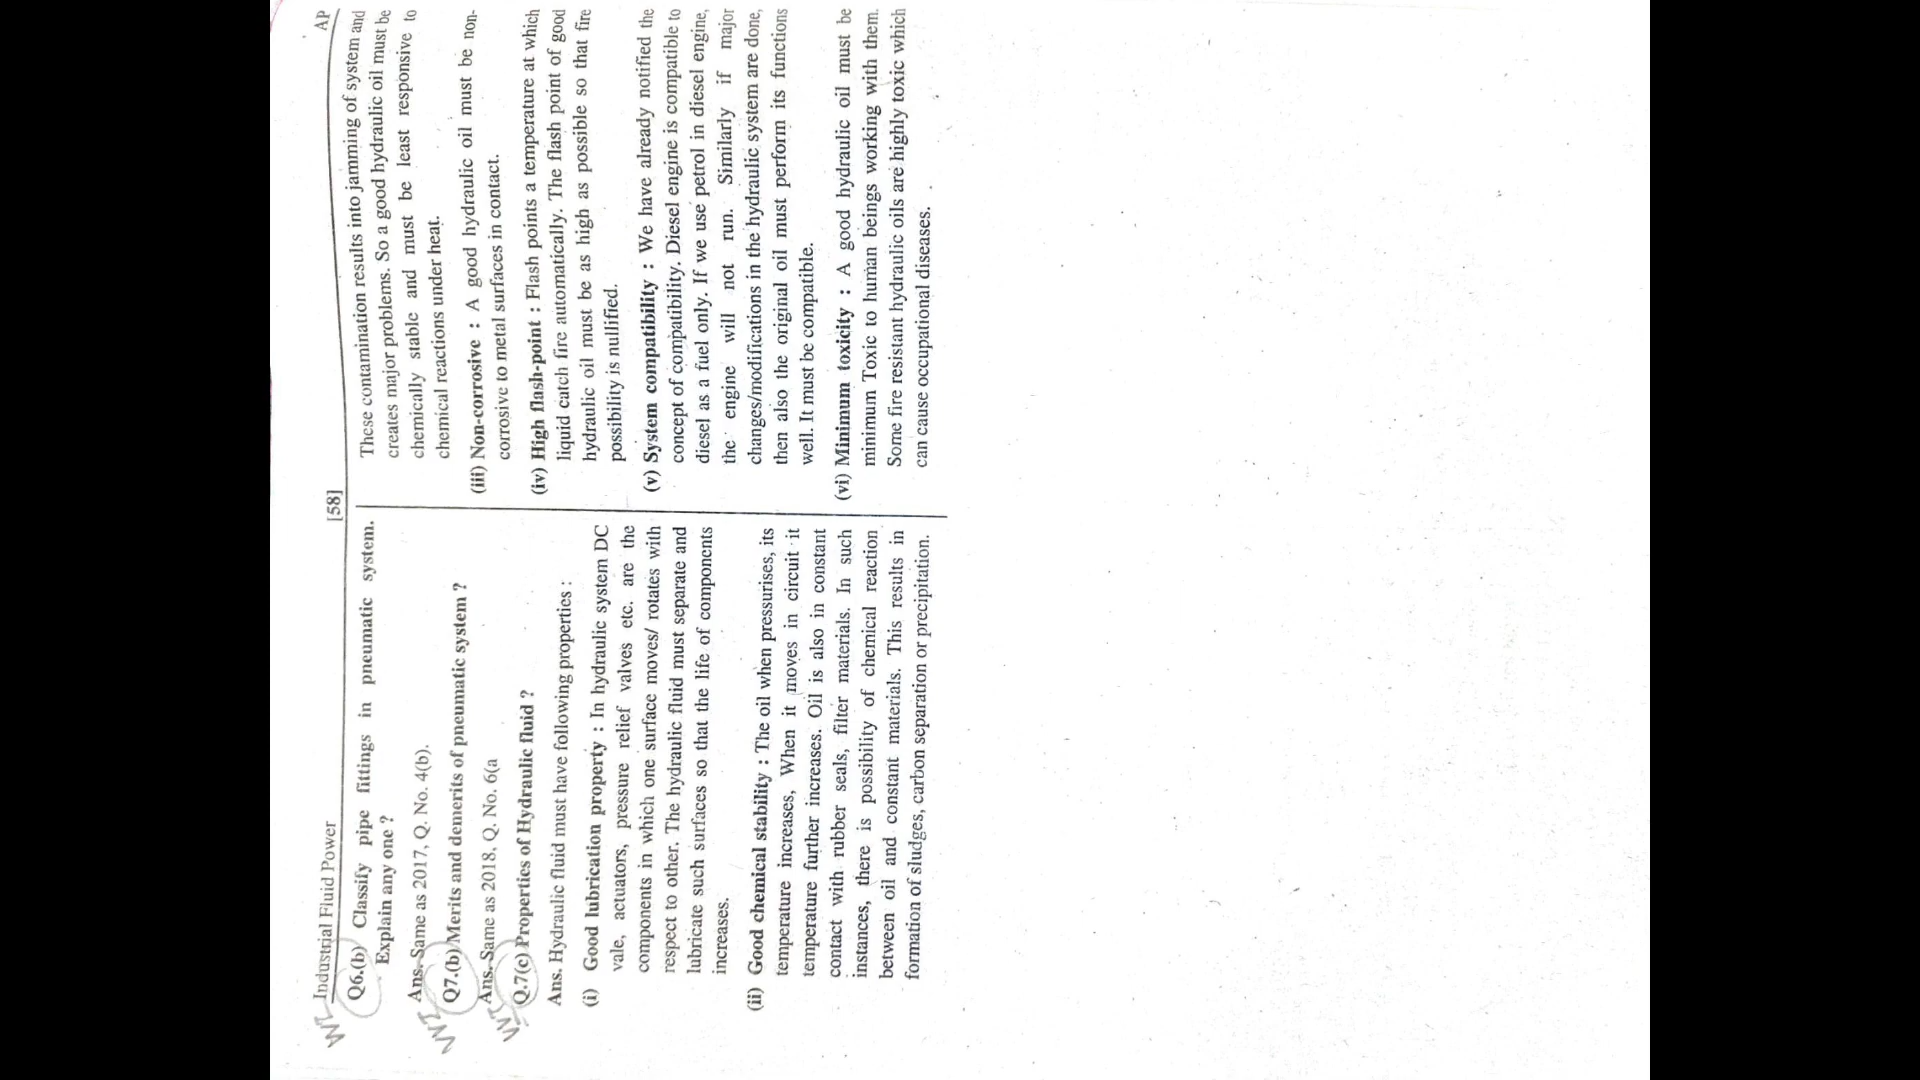 Industrial Fluid Power [58] AP
Q6.(b) Classify pipe fittings in pneumatic system.
Explain any one ?
Ans. Same as 2017, Q. No. 4(b).
Q7.(b) Merits and demerits of pneumatic system ?
Ans. Same as 2018, Q. No. 6(a
Q.7(c) Properties of Hydraulic fluid ?
Ans. Hydraulic fluid must have following properties :
(i) Good lubrication property : In hydraulic system DC
vale, actuators, pressure relief valves etc. are the
components in which one surface moves/ rotates with
respect to other. The hydraulic fluid must separate and
lubricate such surfaces so that the life of components
increases.
(ii) Good chemical stability : The oil when pressurises, its
temperature increases, When it moves in circuit it
temperature further increases. Oil is also in constant
contact with rubber seals, filter materials. In such
instances, there is possibility of chemical reaction
between oil and constant materials. This results in
formation of sludges, carbon separation or precipitation.
These contamination results into jamming of system and
creates major problems. So a good hydraulic oil must be
chemically stable and must be least responsive to
chemical reactions under heat.
(iii) Non-corrosive : A good hydraulic oil must be non-
corrosive to metal surfaces in contact.
(iv) High flash-point : Flash points a temperature at which
liquid catch fire automatically. The flash point of good
hydraulic oil must be as high as possible so that fire
possibility is nullified.
(v) System compatibility : We have already notified the
concept of compatibility. Diesel engine is compatible to
diesel as a fuel only. If we use petrol in diesel engine,
the engine will not run. Similarly if major
changes/modifications in the hydraulic system are done,
then also the original oil must perform its functions
well. It must be compatible.
(vi) Minimum toxicity : A good hydraulic oil must be
minimum Toxic to human beings working with them.
Some fire resistant hydraulic oils are highly toxic which
can cause occupational diseases.